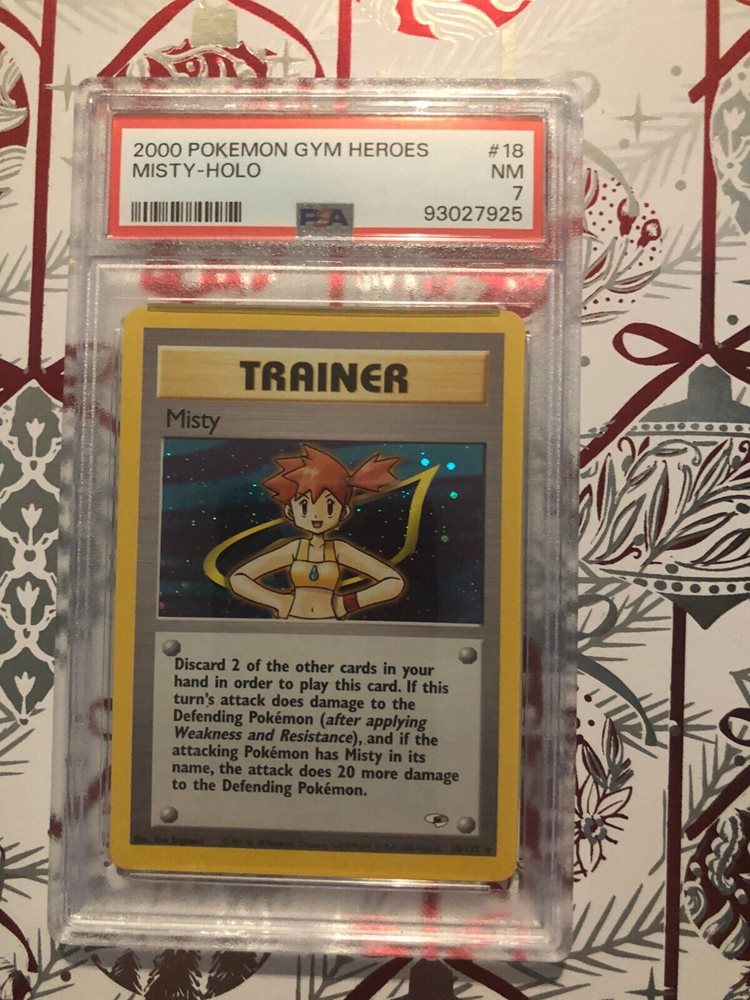 2000 POKEMON GYM HEROES #18
MISTY-HOLO NM
7
PSA 93027925
TRAINER
Misty
Discard 2 of the other cards in your
hand in order to play this card. If this
turn's attack does damage to the
Defending Pokémon (after applying
Weakness and Resistance), and if the
attacking Pokémon has Misty in its
name, the attack does 20 more damage
to the Defending Pokémon.
18/132